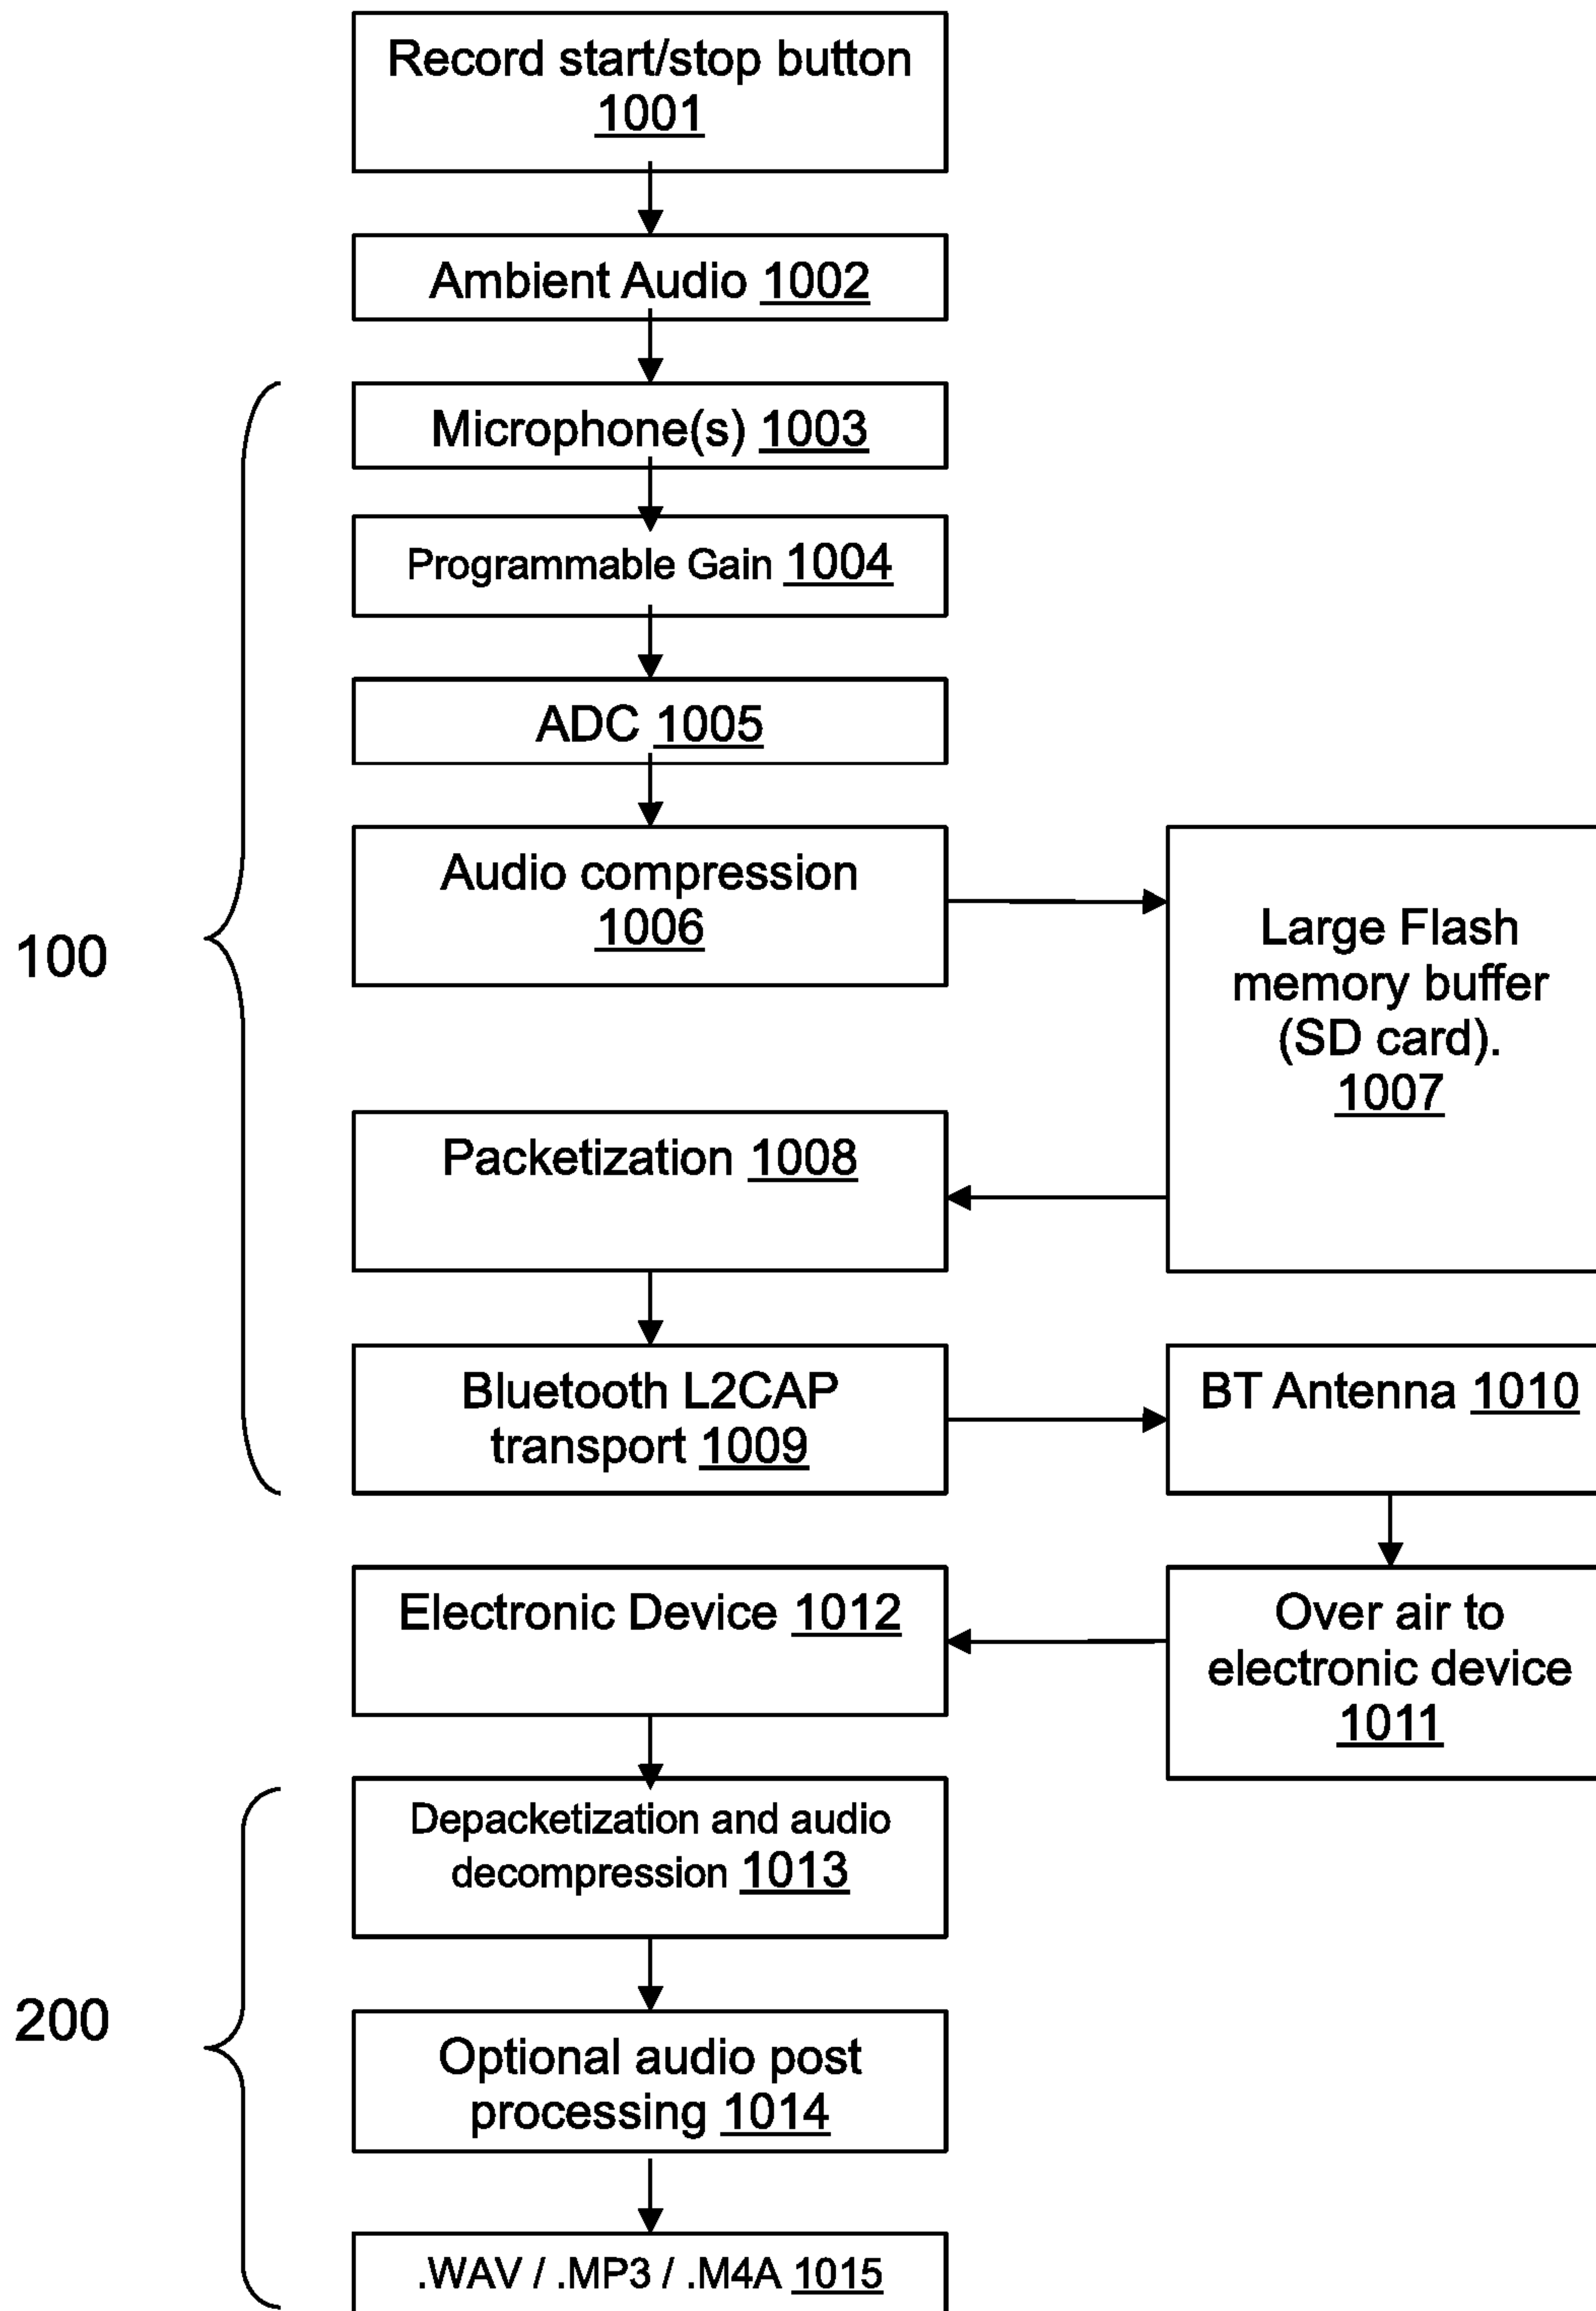 Record start/stop button
1001
Ambient Audio 1002
Microphone(s) 1003
Programmable Gain 1004
ADC 1005
Audio compression
1006
100
Large Flash
memory buffer
(SD card).
1007
Packetization 1008
Bluetooth L2CAP
transport 1009
BT Antenna 1010
Over air to
electronic device
1011
Electronic Device 1012
Depacketization and audio
decompression 1013
200
Optional audio post
processing 1014
.WAV / .MP3 / .M4A 1015